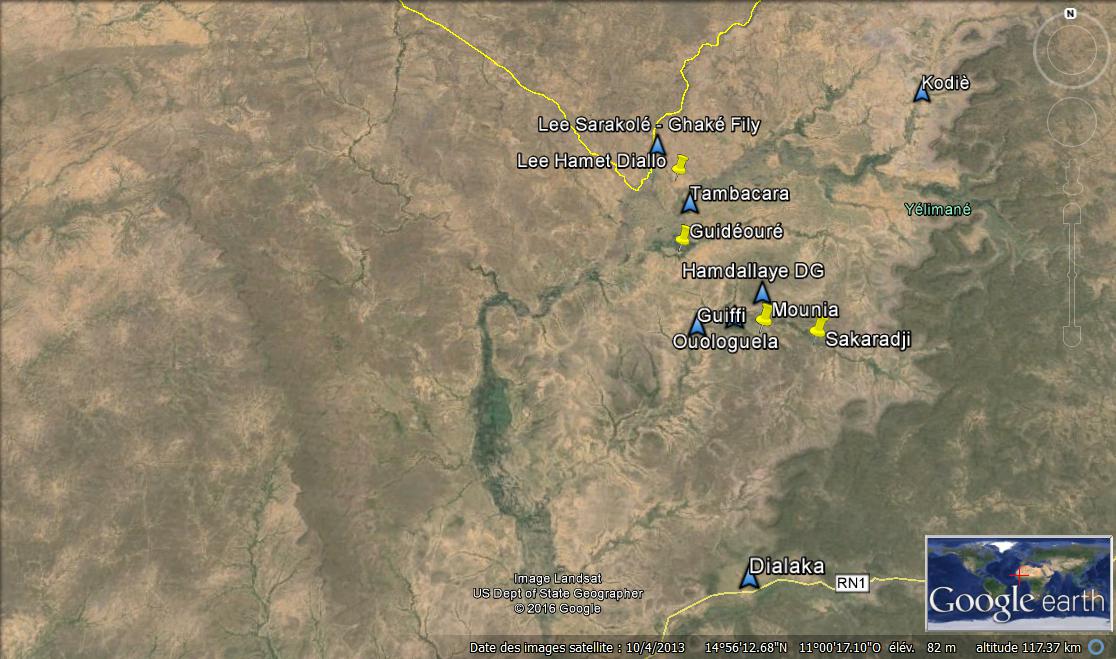 N
Kodiè
Lee Sarakolé - Ghaké Fily
Lee Hamet Diallo
Tambacara
Yélimané
Guidéouré
Hamdallaye DG
Mounia
Guiffi
Ouologuela
Sakaradji
Dialaka
RN1
Image Landsat
US Dept of State Geographer
© 2016 Google
Google earth
Date des images satellite : 10/4/2013 14°56'12.68"N 11°00'17.10"O élév. 82 m altitude 117.37 km